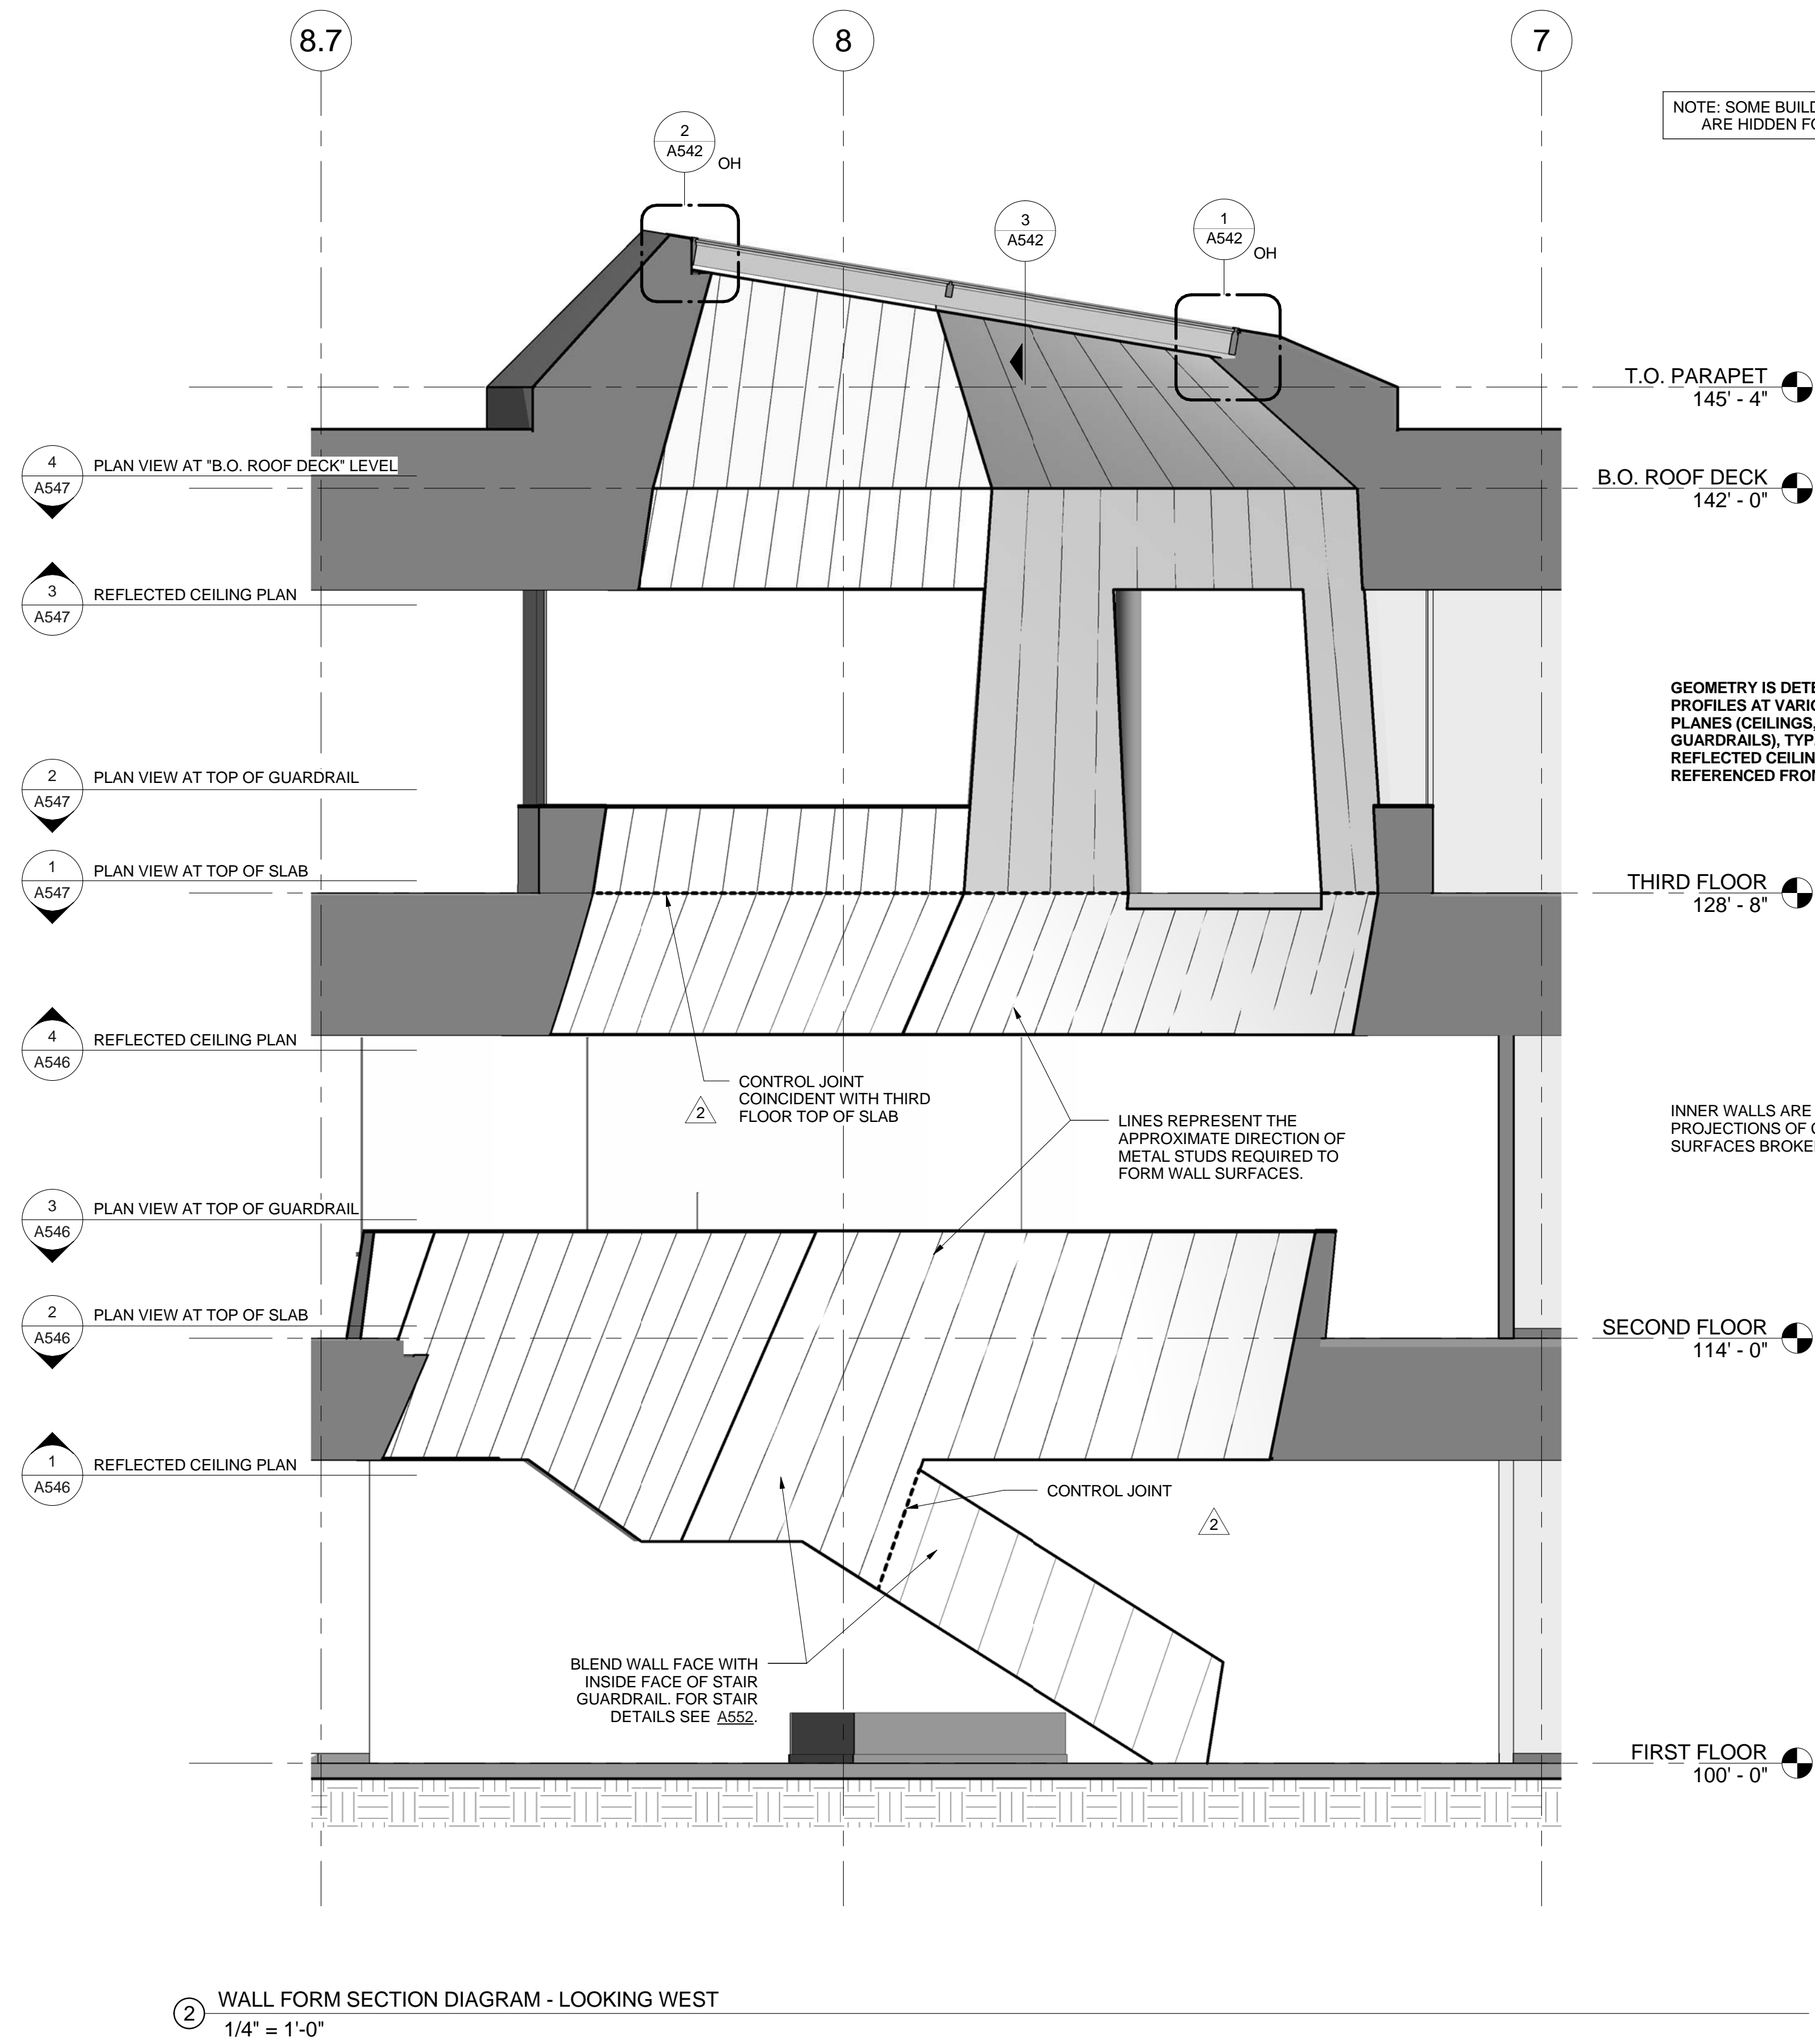 8.7
8
7
NOTE: SOME BUILD
ARE HIDDEN FO
2
A542
OH
3
A542
1
A542
OH
T.O. PARAPET
145' - 4"
4
A547
PLAN VIEW AT "B.O. ROOF DECK" LEVEL
B.O. ROOF DECK
142' - 0"
3
A547
REFLECTED CEILING PLAN
GEOMETRY IS DETE
PROFILES AT VARIO
PLANES (CEILINGS,
GUARDRAILS), TYP.
REFLECTED CEILIN
REFERENCED FROM
2
A547
PLAN VIEW AT TOP OF GUARDRAIL
1
A547
PLAN VIEW AT TOP OF SLAB
THIRD FLOOR
128' - 8"
4
A546
REFLECTED CEILING PLAN
CONTROL JOINT
COINCIDENT WITH THIRD
FLOOR TOP OF SLAB
2
LINES REPRESENT THE
APPROXIMATE DIRECTION OF
METAL STUDS REQUIRED TO
FORM WALL SURFACES.
INNER WALLS ARE
PROJECTIONS OF C
SURFACES BROKE
3
A546
PLAN VIEW AT TOP OF GUARDRAIL
2
A546
PLAN VIEW AT TOP OF SLAB
SECOND FLOOR
114' - 0"
1
A546
REFLECTED CEILING PLAN
CONTROL JOINT
2
BLEND WALL FACE WITH
INSIDE FACE OF STAIR
GUARDRAIL. FOR STAIR
DETAILS SEE A552.
FIRST FLOOR
100' - 0"
2
WALL FORM SECTION DIAGRAM - LOOKING WEST
1/4" = 1'-0"